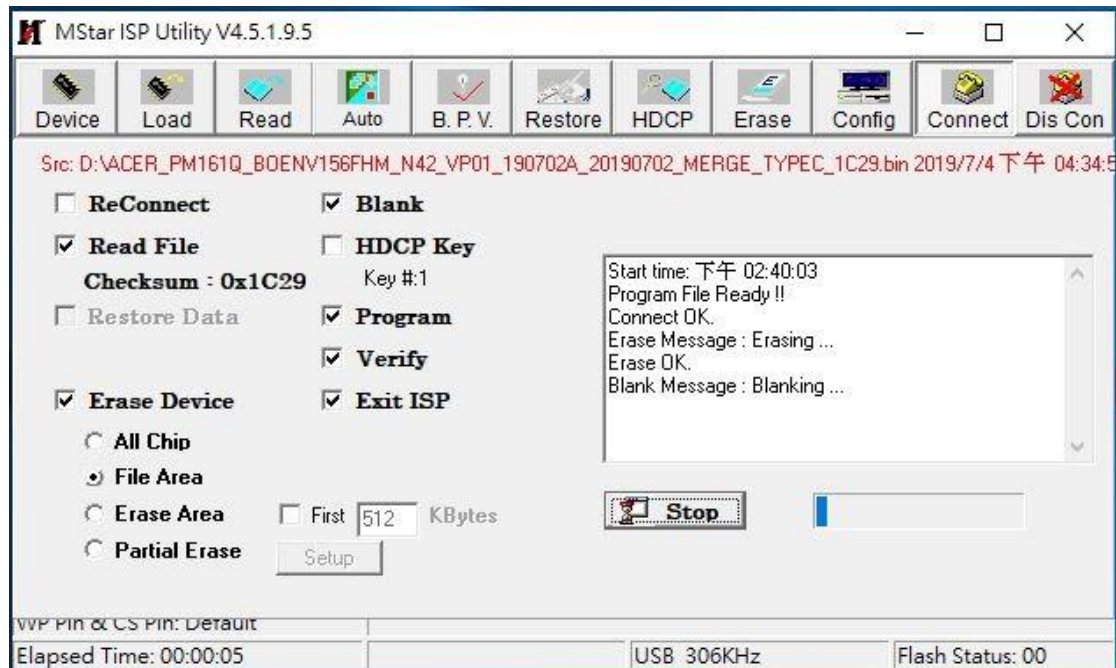 MStar ISP Utility V4.5.1.9.5
Device Load Read Auto B. P. V. Restore HDCP Erase Config Connect Dis Con
Src: D:\ACER_PM161Q_BOENV156FHM_N42_VP01_190702A_20190702_MERGE_TYPEC_1C29.bin 2019/7/4 下午 04:34:5
ReConnect
Blank
Read File
HDCP Key
Checksum : 0x1C29
Key #:1
Restore Data
Program
Verify
Erase Device
Exit ISP
All Chip
File Area
Erase Area
First 512 KBytes
Partial Erase
Setup
Start time: 下午 02:40:03
Program File Ready !!
Connect OK.
Erase Message : Erasing ...
Erase OK.
Blank Message : Blanking ...
Stop
WP Pin & CS Pin: Default
Elapsed Time: 00:00:05
USB 306KHz
Flash Status: 00